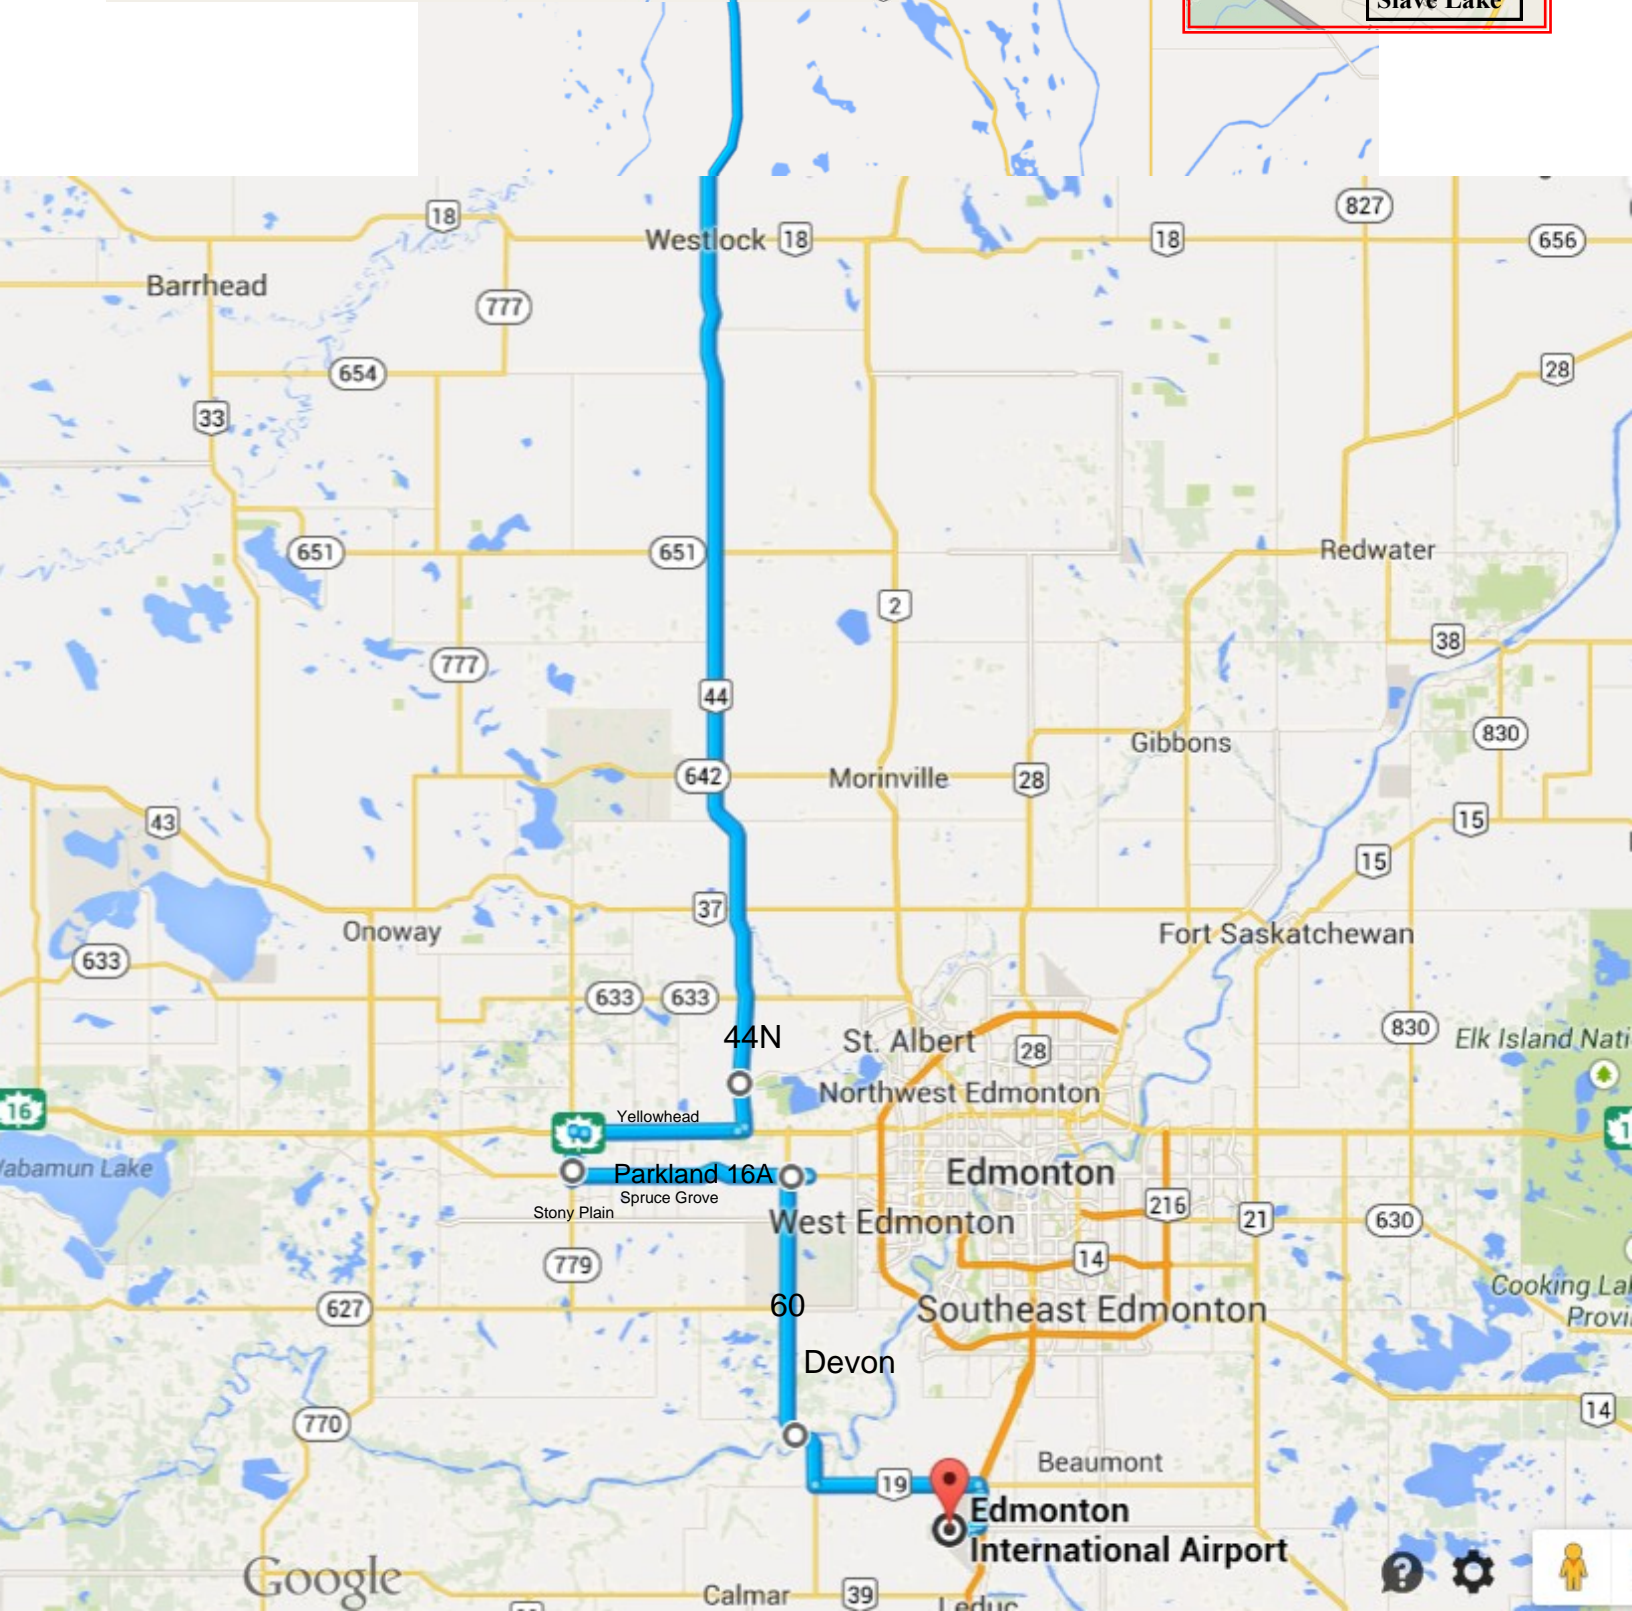 Slave Lake
827
18
Westlock 18
18
656
Barrhead
777
654
28
33
651
651
Redwater
2
38
777
44
830
Gibbons
642
Morinville
28
43
15
15
37
Onoway
Fort Saskatchewan
633
633
633
830
44N
St. Albert
28
Elk Island Nati
Northwest Edmonton
16
Yellowhead
Wabamun Lake
Parkland 16A
Edmonton
Spruce Grove
Stony Plain
216
West Edmonton
21
630
779
14
Cooking Lak
Provi
627
60
Southeast Edmonton
Devon
14
770
Beaumont
19
Edmonton
International Airport
Google
Calmar
39
Leduc